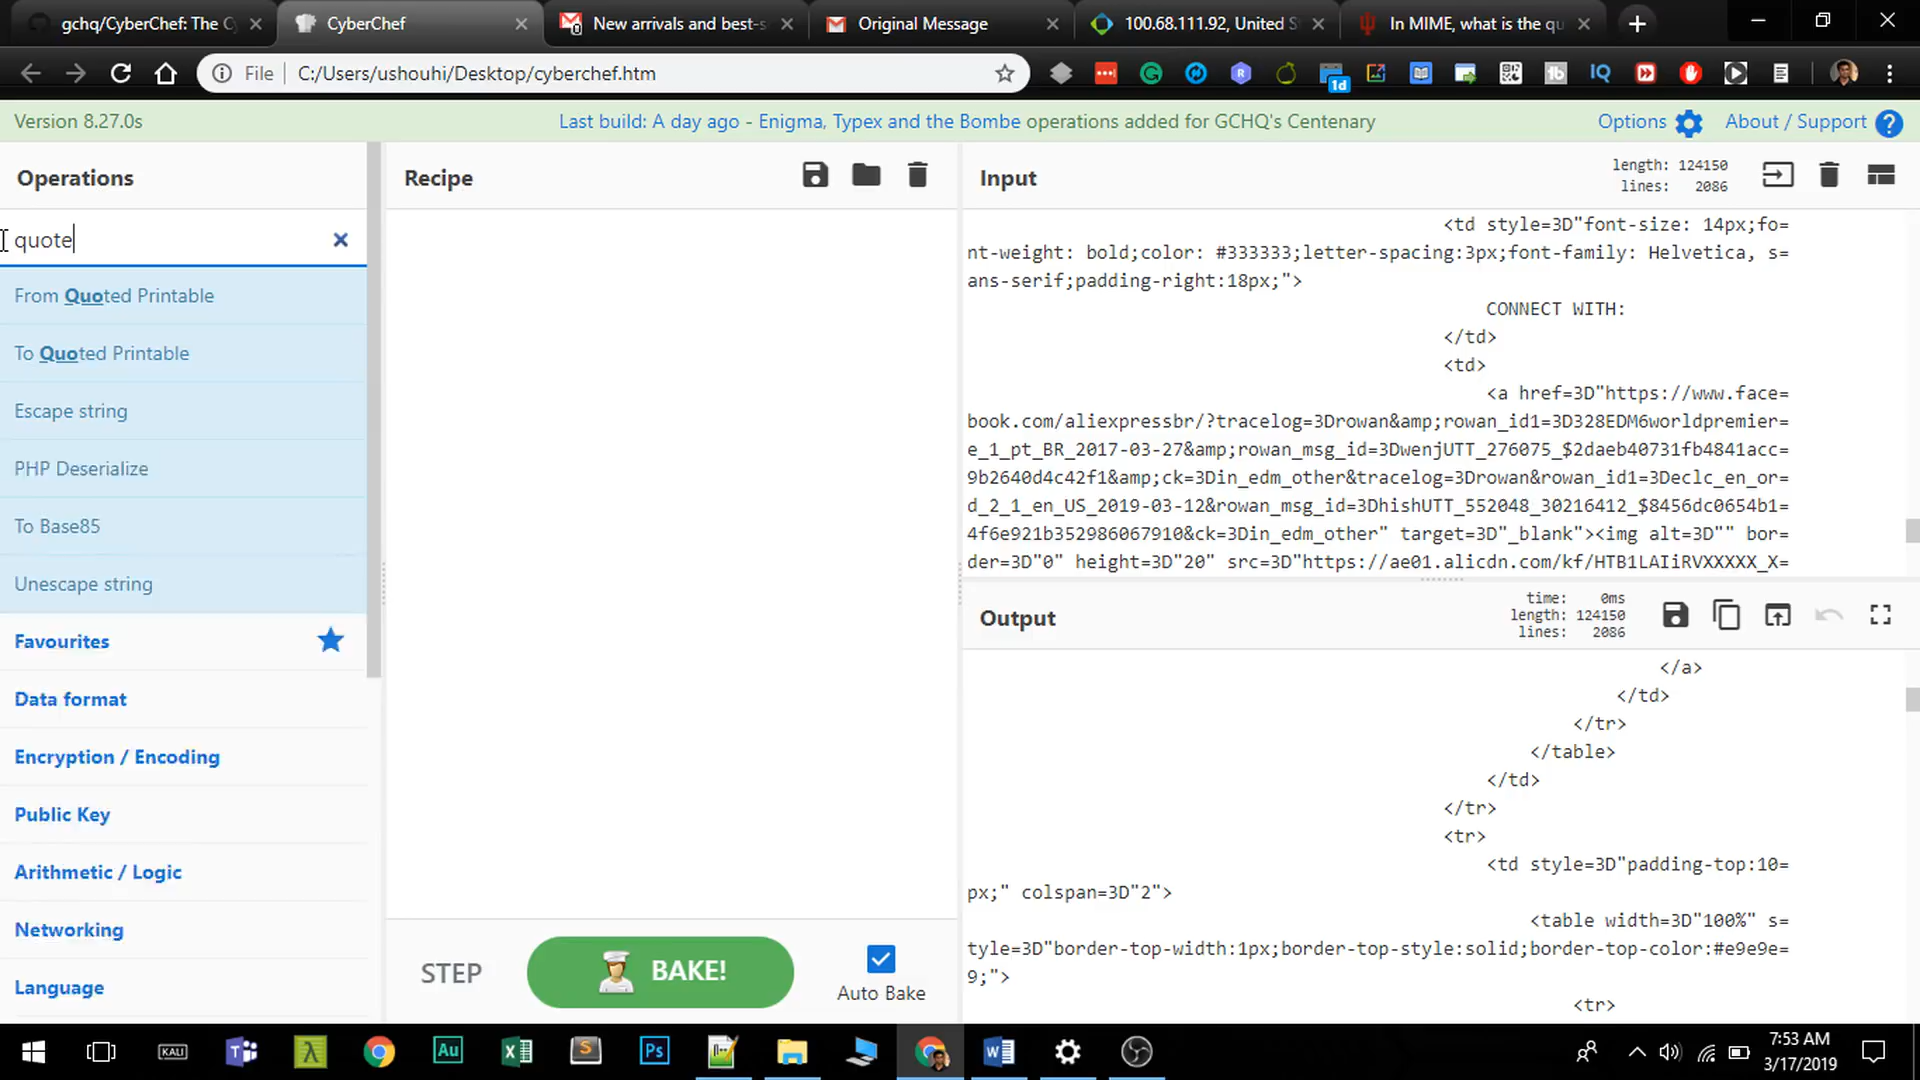 gchq/CyberChef: The C
CyberChef
New arrivals and best-s
Original Message
100.68.111.92, United S
In MIME, what is the qu
File
C:/Users/ushouhi/Desktop/cyberchef.htm
1d
R
tb
IQ
Version 8.27.0s
Last build: A day ago - Enigma, Typex and the Bombe operations added for GCHQ's Centenary
Options
About / Support
Operations
Recipe
Input
length: 124150
lines: 2086
quote
From Quoted Printable
To Quoted Printable
Escape string
PHP Deserialize
To Base85
Unescape string
Favourites
Data format
Encryption / Encoding
Public Key
Arithmetic / Logic
Networking
Language
STEP
BAKE!
Auto Bake
<td style=3D"font-size: 14px;fo=
nt-weight: bold;color: #333333;letter-spacing:3px;font-family: Helvetica, s=
ans-serif;padding-right:18px;">
CONNECT WITH:
</td>
<td>
<a href=3D"https://www.face=
book.com/aliexpressbr/?tracelog=3Drowan&amp;rowan_id1=3D328EDM6worldpremier=
e_1_pt_BR_2017-03-27&amp;rowan_msg_id=3DwenjUTT_276075_$2daeb40731fb4841acc=
9b2640d4c42f1&amp;ck=3Din_edm_other&tracelog=3Drowan&rowan_id1=3Declc_en_or=
d_2_1_en_US_2019-03-12&rowan_msg_id=3DhishUTT_552048_30216412_$8456dc0654b1=
4f6e921b352986067910&ck=3Din_edm_other" target=3D"_blank"><img alt=3D"" bor=
der=3D"0" height=3D"20" src=3D"https://ae01.alicdn.com/kf/HTB1LAIiRVXXXXX_X=
Output
time: 0ms
length: 124150
lines: 2086
</a>
</td>
</tr>
</table>
</td>
</tr>
<tr>
<td style=3D"padding-top:10=
px;" colspan=3D"2">
<table width=3D"100%" s=
tyle=3D"border-top-width:1px;border-top-style:solid;border-top-color:#e9e9e=
9;">
<tr>
KALI
Au
Ps
7:53 AM
3/17/2019